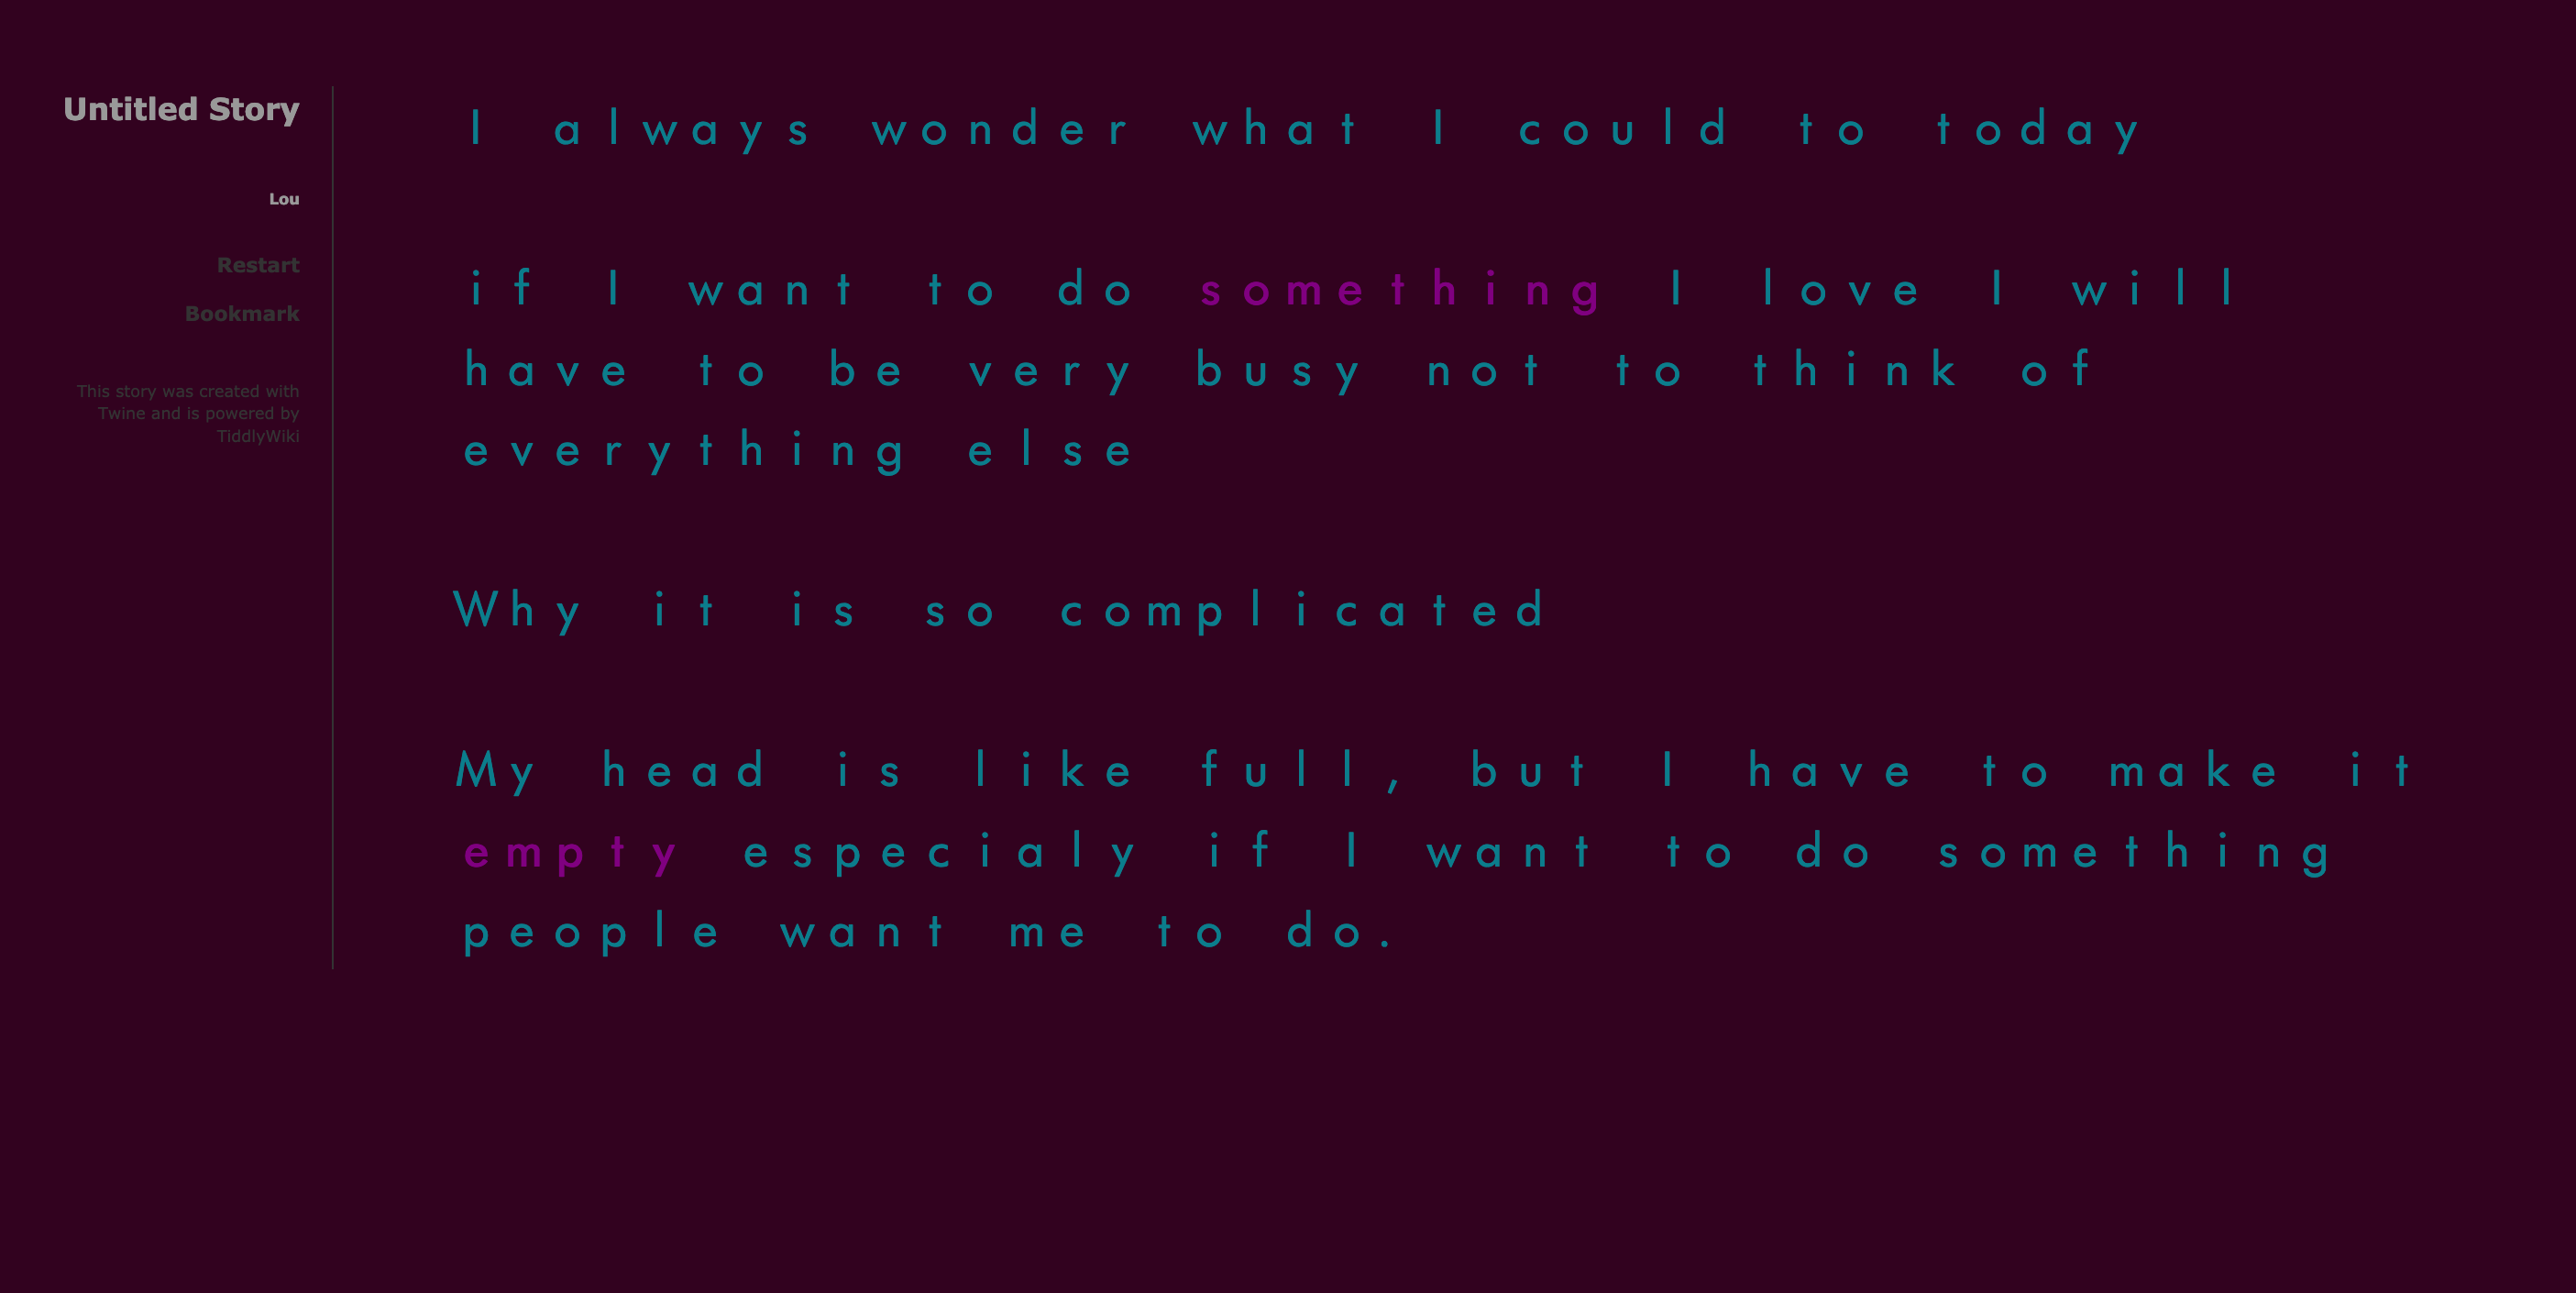 Untitled Story
Lou
Restart
Bookmark
This story was created with
Twine and is powered by
TiddlyWiki
I always wonder what I could to today
if I want to do something I love I will
have to be very busy not to think of
everything else
Why it is so complicated
My head is like full, but I have to make it
empty especialy if I want to do something
people want me to do.